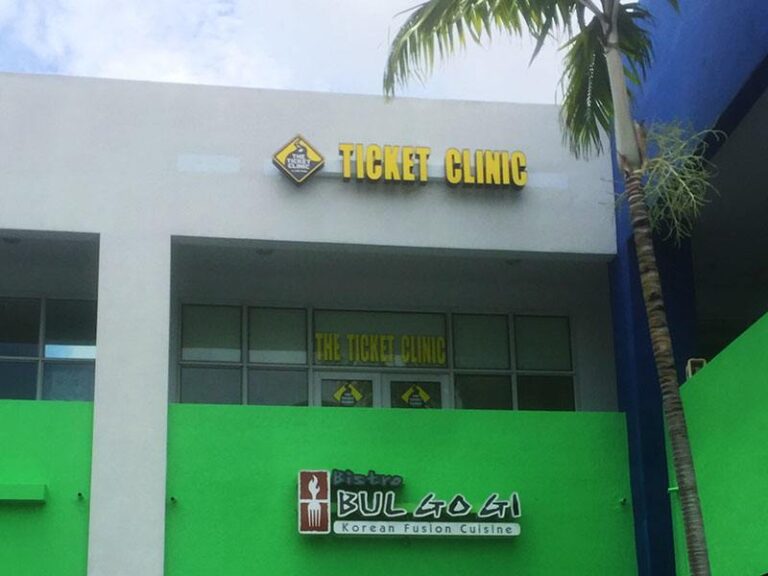 THE
TICKET
CLINIC
TICKET CLINIC
THE TICKET CLINIC
Bistro
BUL GO GI
Korean Fusion Cuisine